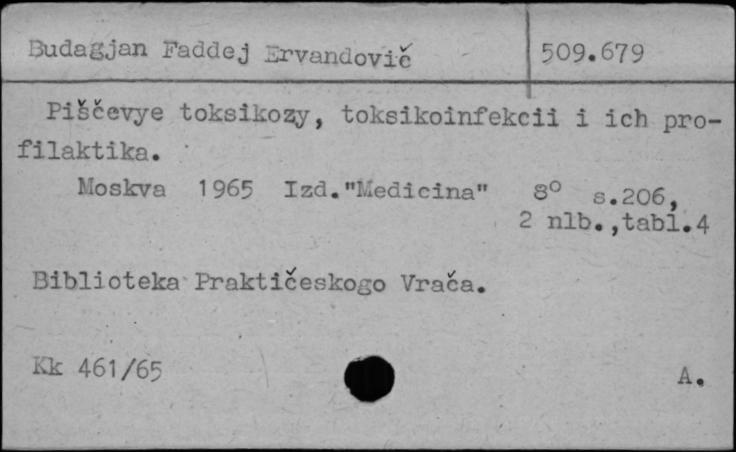 Budagjan Faddej Ervandovič 509.679
Piščevye toksikozy, toksikoinfekcii i ich pro-
filaktika.
Moskva 1965 Izd."Medicina" 8° s.206,
2 nlb.,tabl.4
Biblioteka Praktičeskogo Vrača.
Kk 461/65 A.